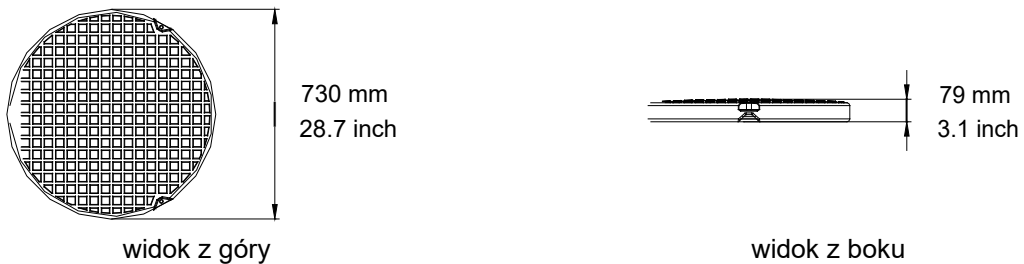 730 mm
28.7 inch
widok z góry
79 mm
3.1 inch
widok z boku